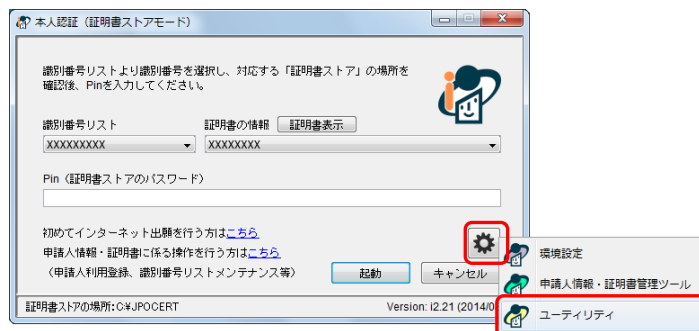 本人認証（証明書ストアモード）
識別番号リストより識別番号を選択し、対応する「証明書ストア」の場所を
確認後、Pinを入力してください。
識別番号リスト 証明書の情報 証明書表示
XXXXXXXXX XXXXXXXX
Pin（証明書ストアのパスワード）
初めてインターネット出願を行う方はこちら
申請人情報・証明書に係る操作を行う方はこちら
（申請人利用登録、識別番号リストメンテナンス等） 起動 キャンセル
証明書ストアの場所:C:¥JPOCERT Version: i2.21 (2014/0
環境設定
申請人情報・証明書管理ツール
ユーティリティ